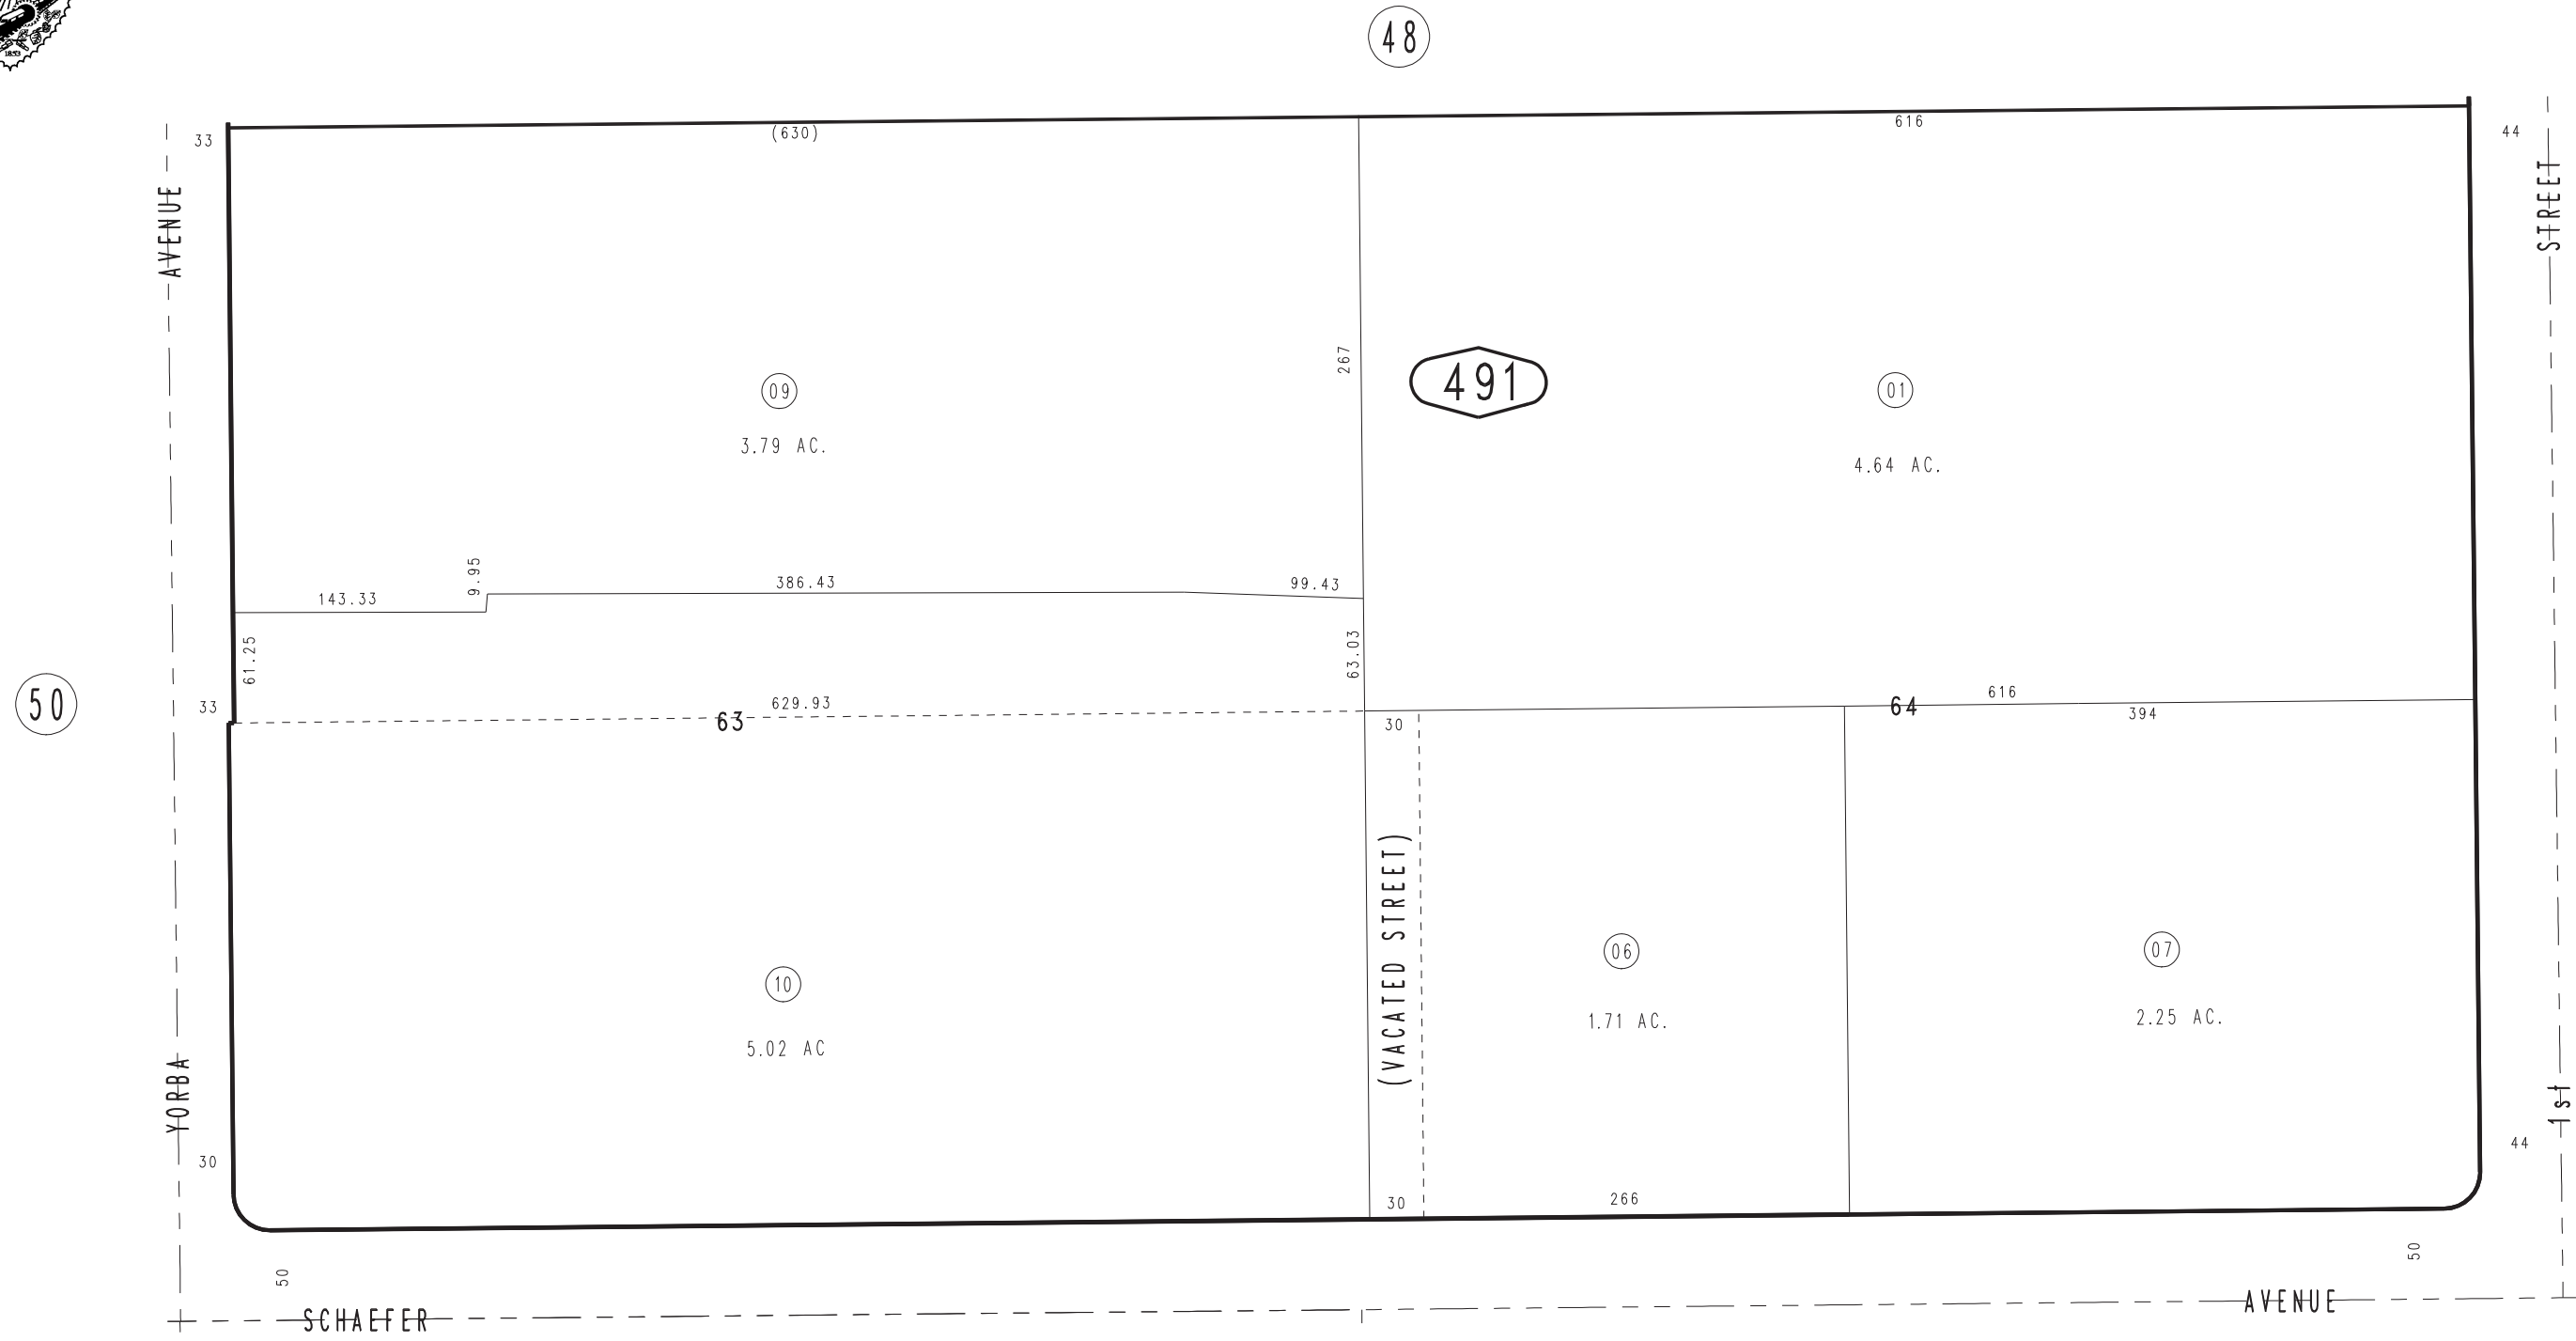 48
1853
(630)
616
33
44
AVENUE
STREET
267
491
09
01
3.79 AC.
4.64 AC.
9.95
386.43
99.43
143.33
61.25
63.03
50
33
629.93
63
616
64
394
30
(VACATED STREET)
06
07
10
1.71 AC.
2.25 AC.
5.02 AC
YORBA
1st
30
44
30
266
50
50
SCHAEFER
AVENUE